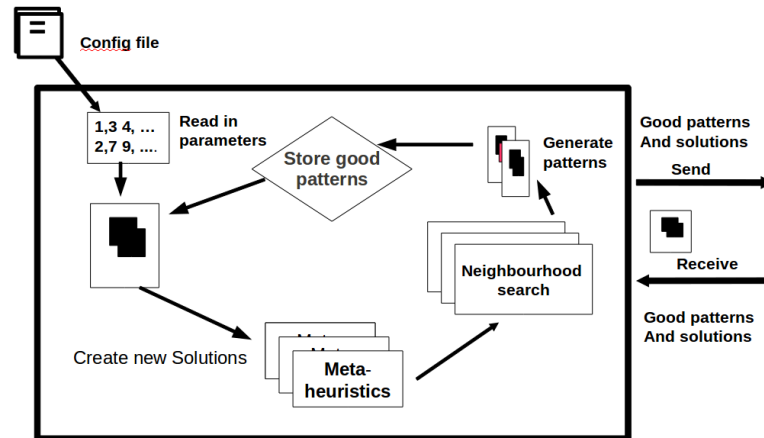 Config file
1,3 4, ...
2,7 9, ....
Read in
parameters
Store good
patterns
Generate
patterns
Good patterns
And solutions
Send
Receive
Good patterns
And solutions
Neighbourhood
search
Create new Solutions
Meta-
heuristics